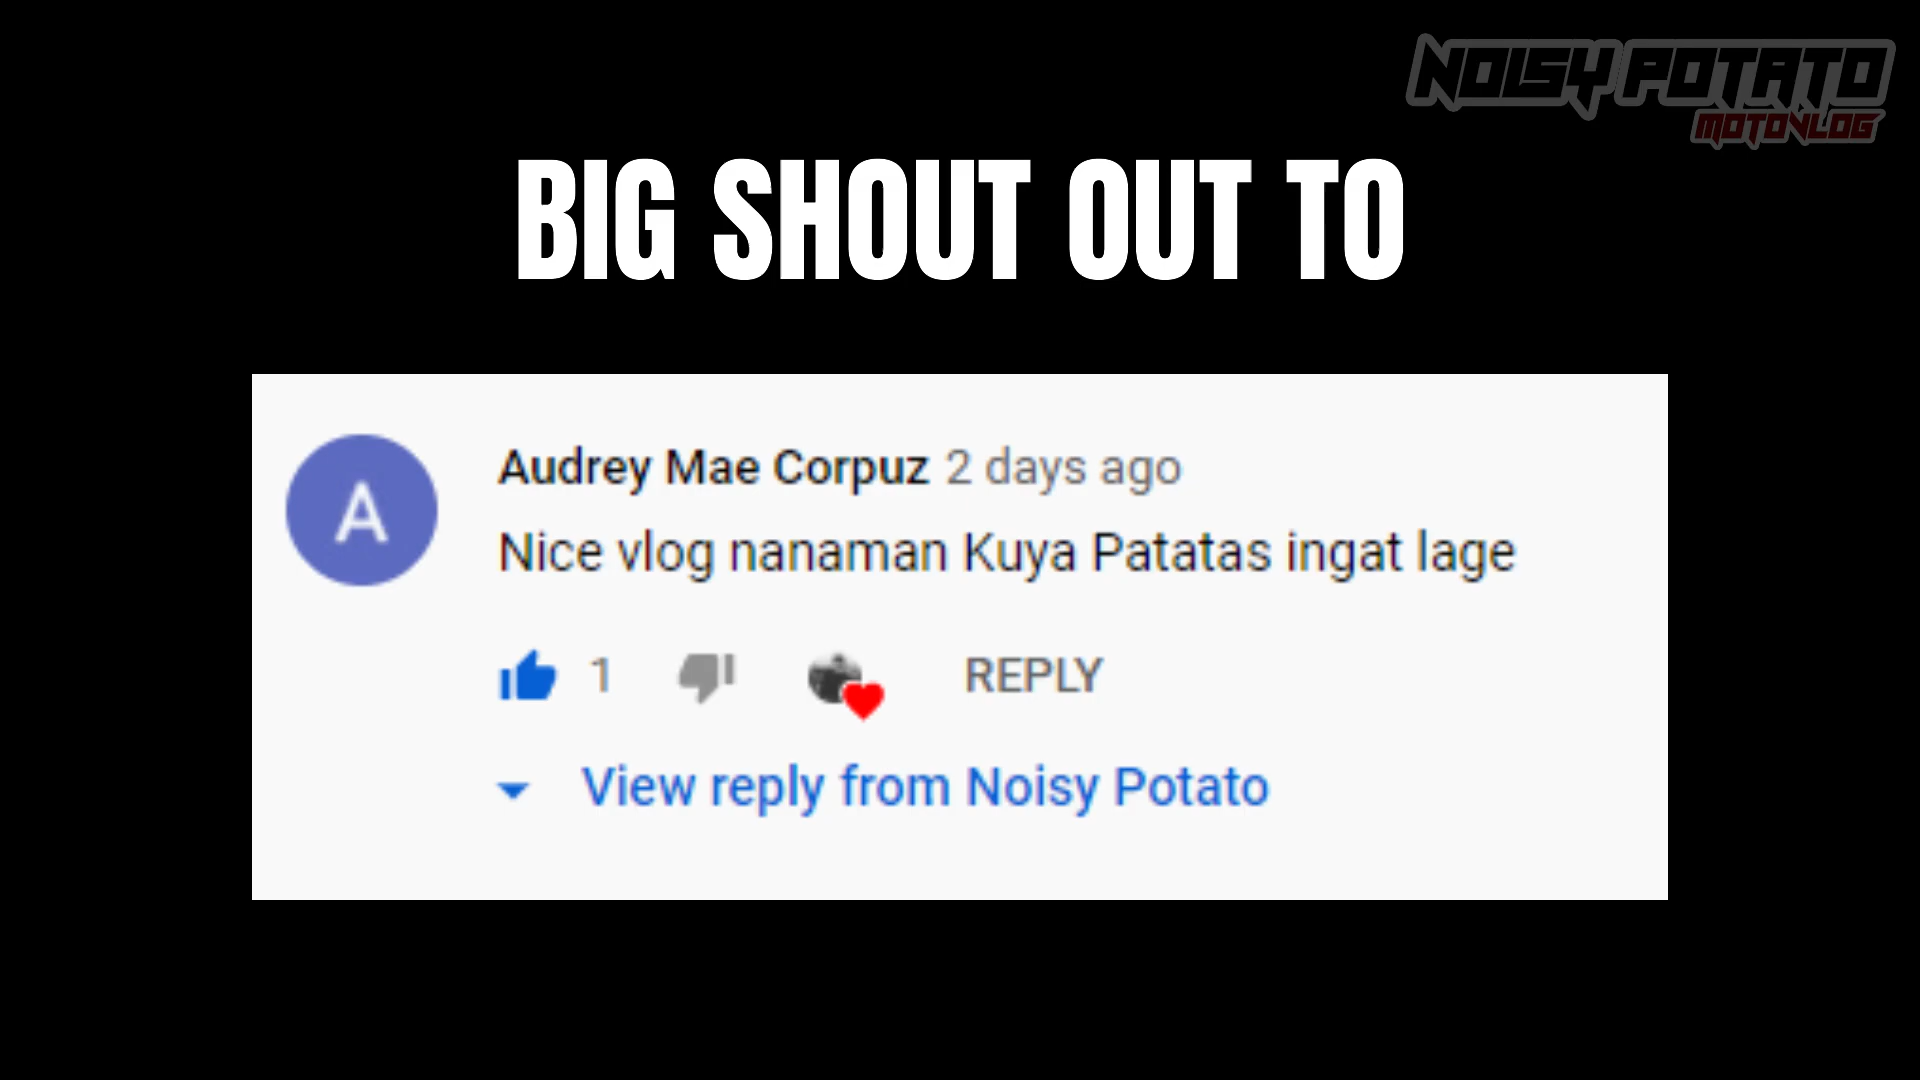 NOISY POTATO
MOTOVLOG
BIG SHOUT OUT TO
A
Audrey Mae Corpuz 2 days ago
Nice vlog nanaman Kuya Patatas ingat lage
1 REPLY
View reply from Noisy Potato